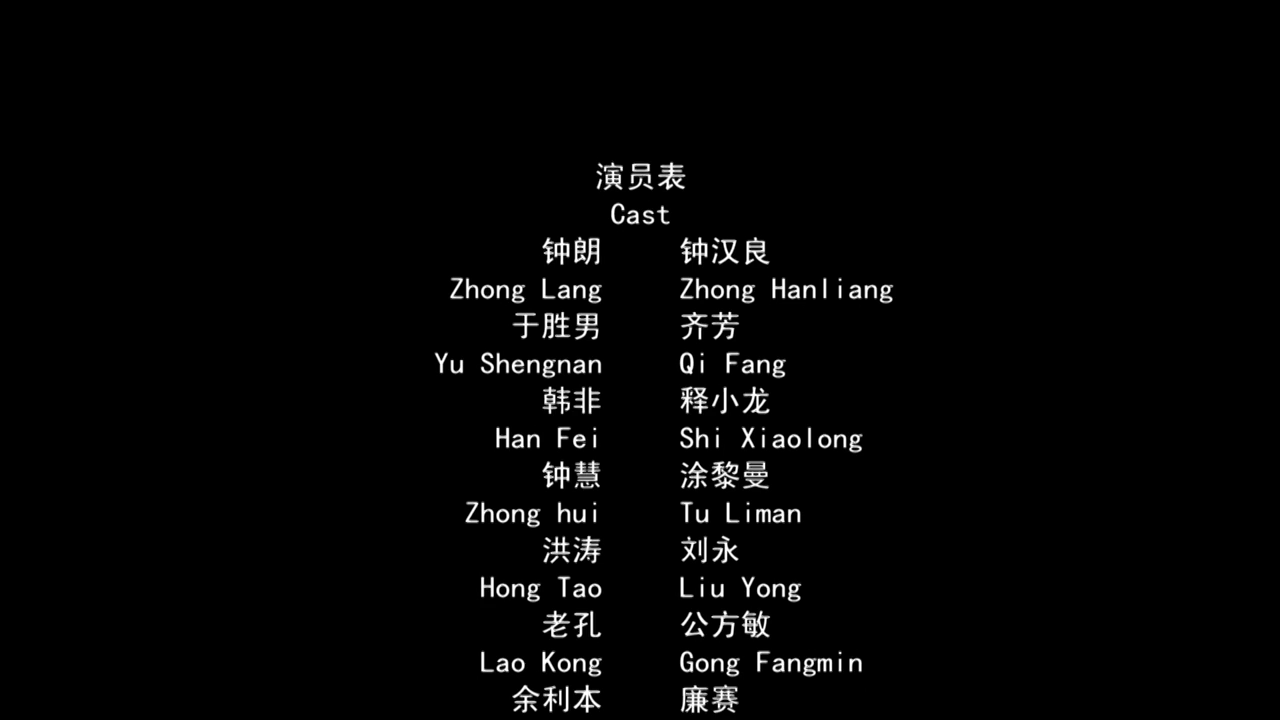 演员表
Cast
钟朗 钟汉良
Zhong Lang Zhong Hanliang
于胜男 齐芳
Yu Shengnan Qi Fang
韩非 释小龙
Han Fei Shi Xiaolong
钟慧 涂黎曼
Zhong hui Tu Liman
洪涛 刘永
Hong Tao Liu Yong
老孔 公方敏
Lao Kong Gong Fangmin
余利本 廉赛